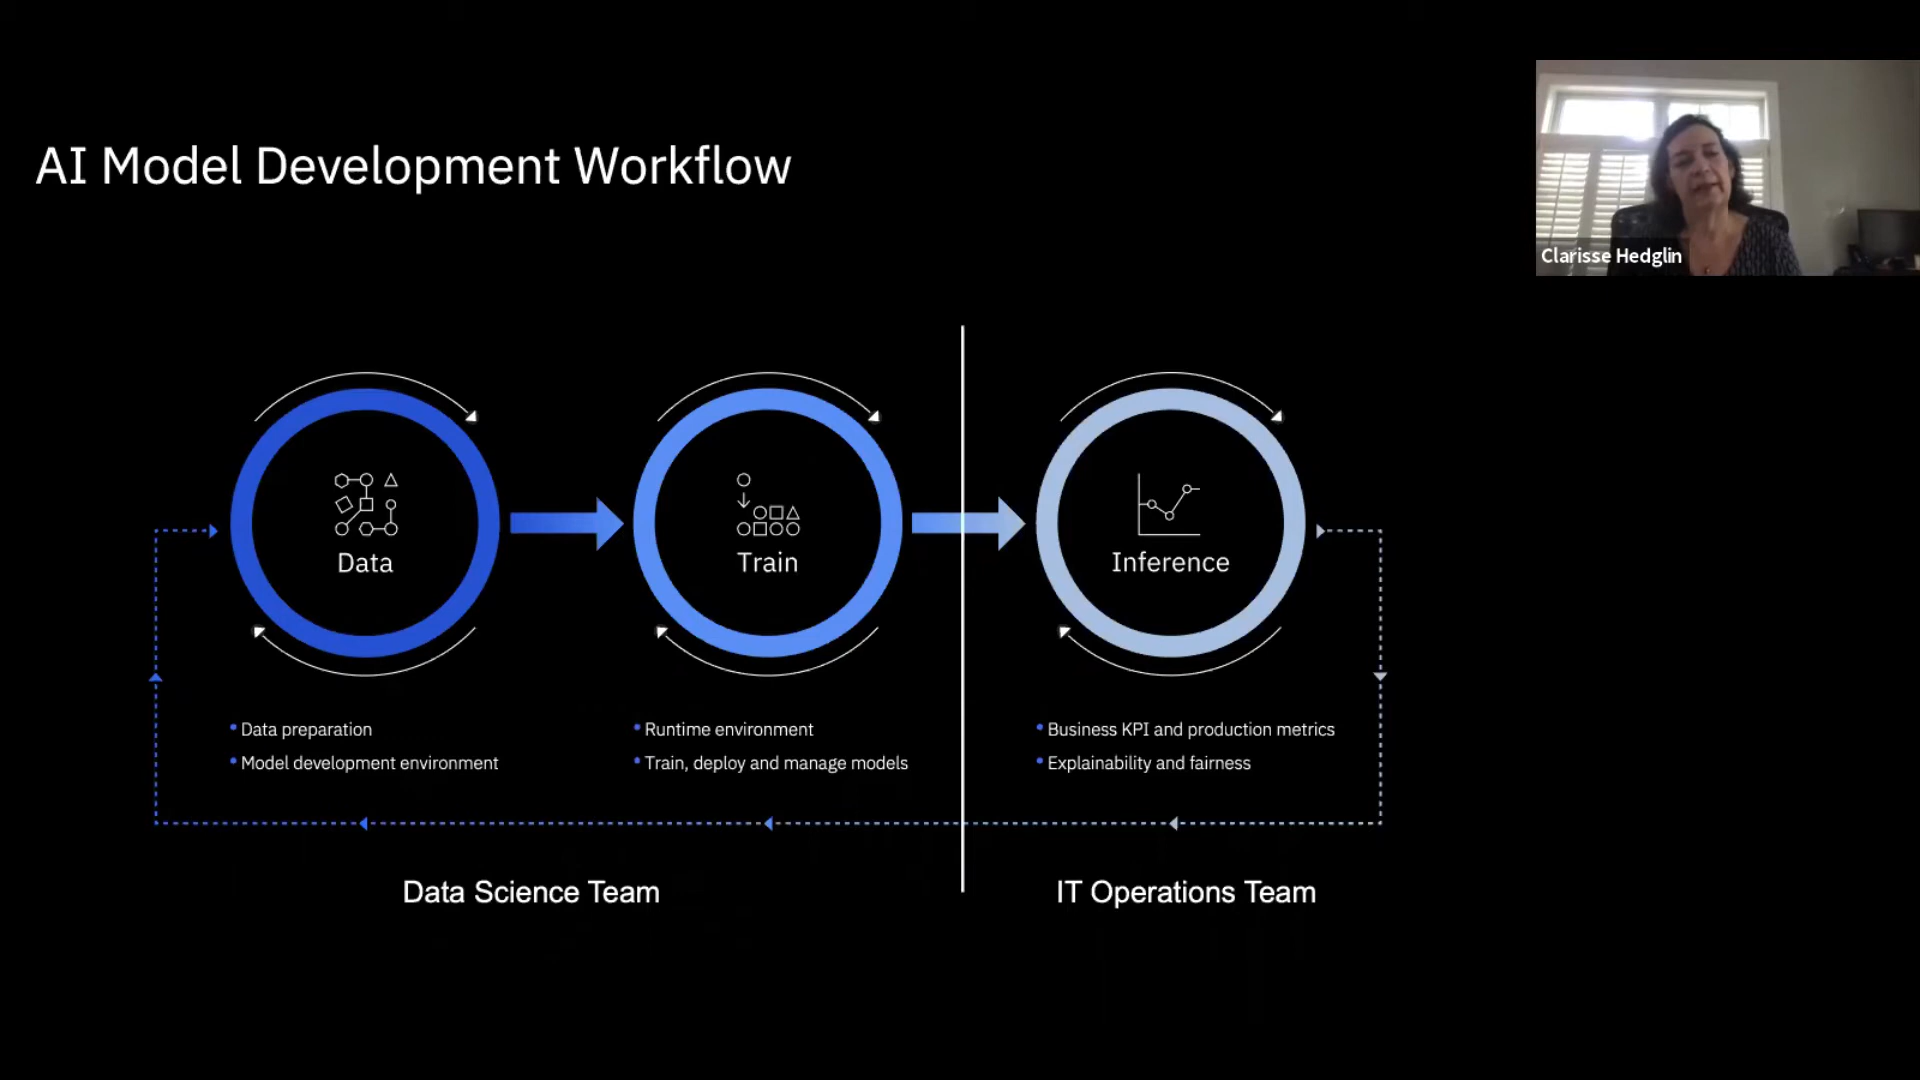 AI Model Development Workflow
Clarisse Hedglin
Data
Train
Inference
• Data preparation
• Model development environment
• Runtime environment
• Train, deploy and manage models
• Business KPI and production metrics
• Explainability and fairness
Data Science Team
IT Operations Team